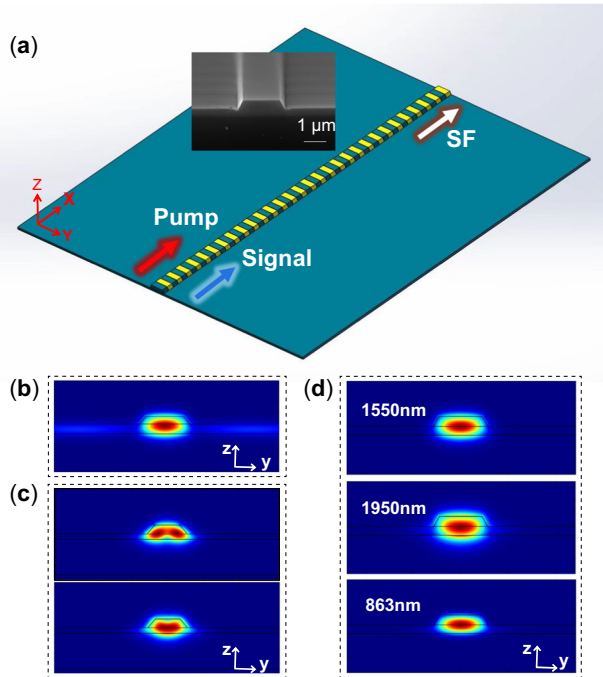 (a)
1 μm
SF
Z
X
Y
Pump
Signal
(b)
z
y
(c)
z
y
(d)
1550nm
z
y
1950nm
863nm
z
y